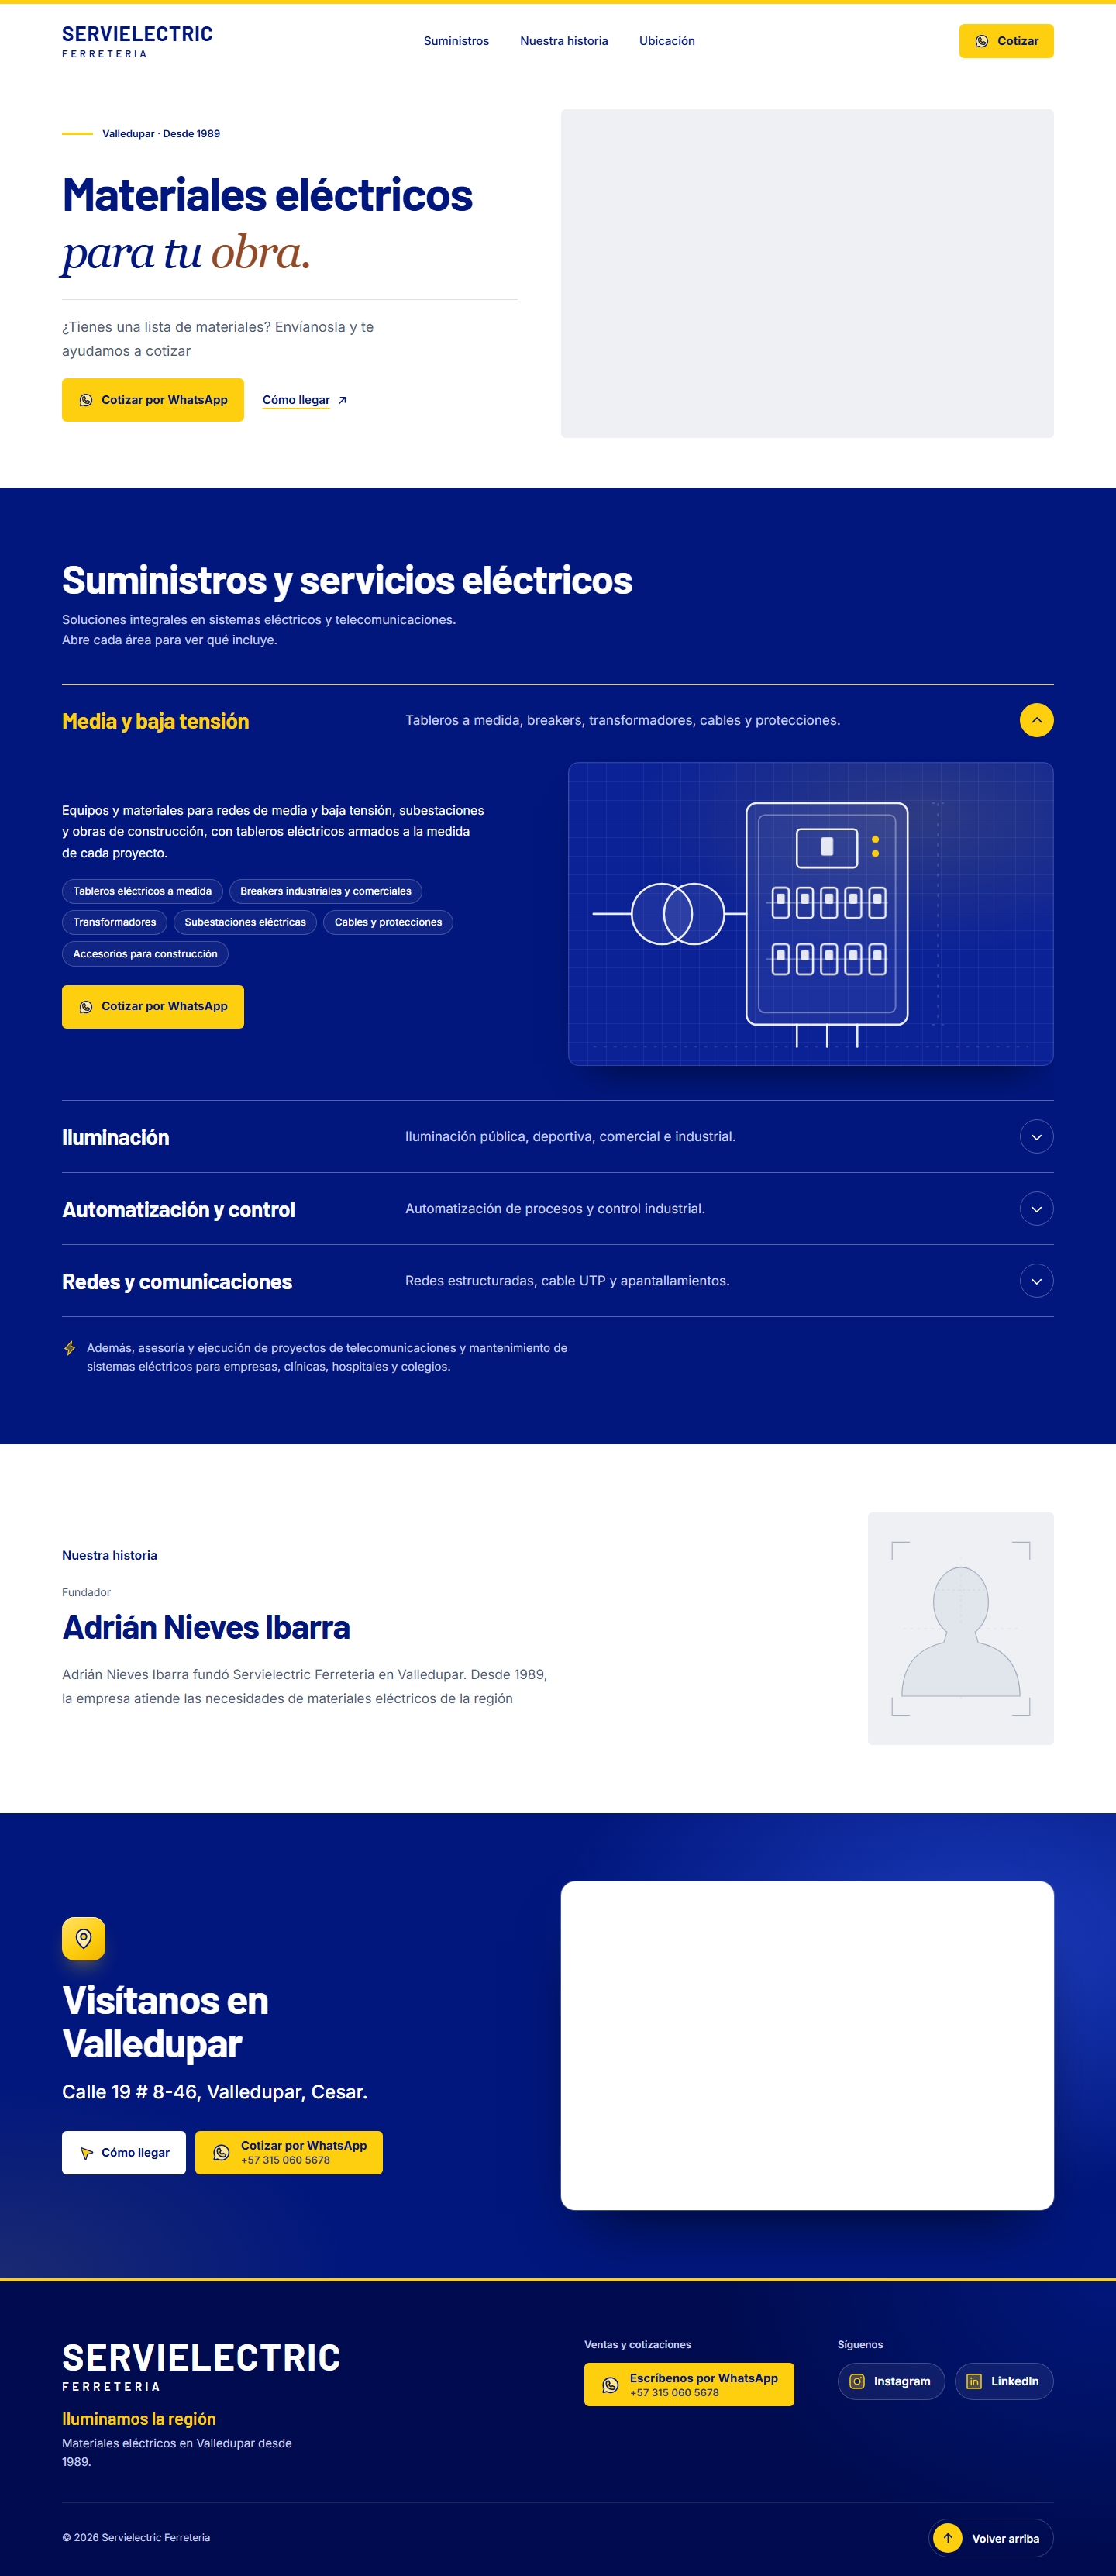 SERVIELECTRIC
FERRETERIA
Suministros
Nuestra historia
Ubicación
Cotizar
Valledupar · Desde 1989
Materiales eléctricos
para tu obra.
¿Tienes una lista de materiales? Envíanosla y te
ayudamos a cotizar
Cotizar por WhatsApp
Cómo llegar
Suministros y servicios eléctricos
Soluciones integrales en sistemas eléctricos y telecomunicaciones.
Abre cada área para ver qué incluye.
Media y baja tensión
Tableros a medida, breakers, transformadores, cables y protecciones.
Equipos y materiales para redes de media y baja tensión, subestaciones
y obras de construcción, con tableros eléctricos armados a la medida
de cada proyecto.
Tableros eléctricos a medida
Breakers industriales y comerciales
Transformadores
Subestaciones eléctricas
Cables y protecciones
Accesorios para construcción
Cotizar por WhatsApp
Iluminación
Iluminación pública, deportiva, comercial e industrial.
Automatización y control
Automatización de procesos y control industrial.
Redes y comunicaciones
Redes estructuradas, cable UTP y apantallamientos.
Además, asesoría y ejecución de proyectos de telecomunicaciones y mantenimiento de
sistemas eléctricos para empresas, clínicas, hospitales y colegios.
Nuestra historia
Fundador
Adrián Nieves Ibarra
Adrián Nieves Ibarra fundó Servielectric Ferreteria en Valledupar. Desde 1989,
la empresa atiende las necesidades de materiales eléctricos de la región
Visítanos en
Valledupar
Calle 19 # 8-46, Valledupar, Cesar.
Cómo llegar
Cotizar por WhatsApp
+57 315 060 5678
SERVIELECTRIC
FERRETERIA
Iluminamos la región
Materiales eléctricos en Valledupar desde
1989.
Ventas y cotizaciones
Escríbenos por WhatsApp
+57 315 060 5678
Síguenos
Instagram
LinkedIn
© 2026 Servielectric Ferreteria
Volver arriba